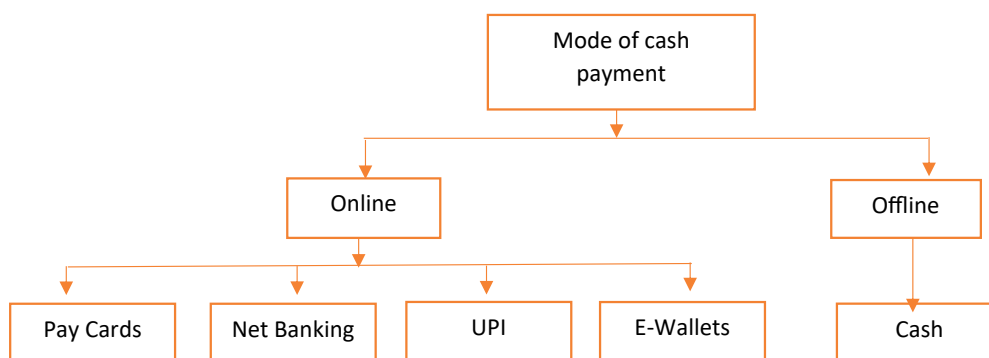 Mode of cash
payment
Online
Offline
Pay Cards
Net Banking
UPI
E-Wallets
Cash